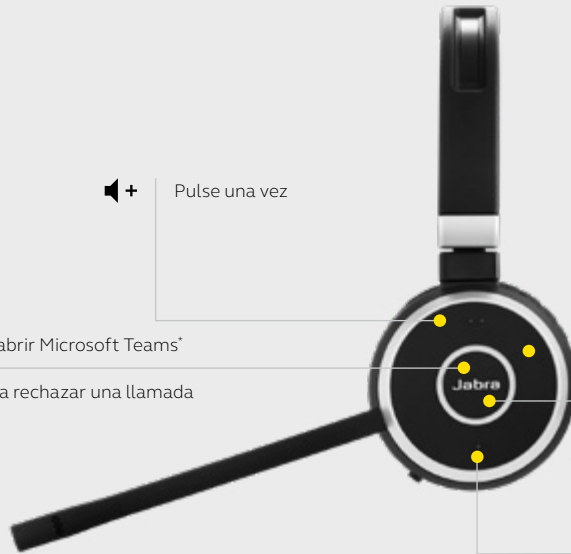 Pulse una vez
abrir Microsoft Teams*
a rechazar una llamada
Jabra